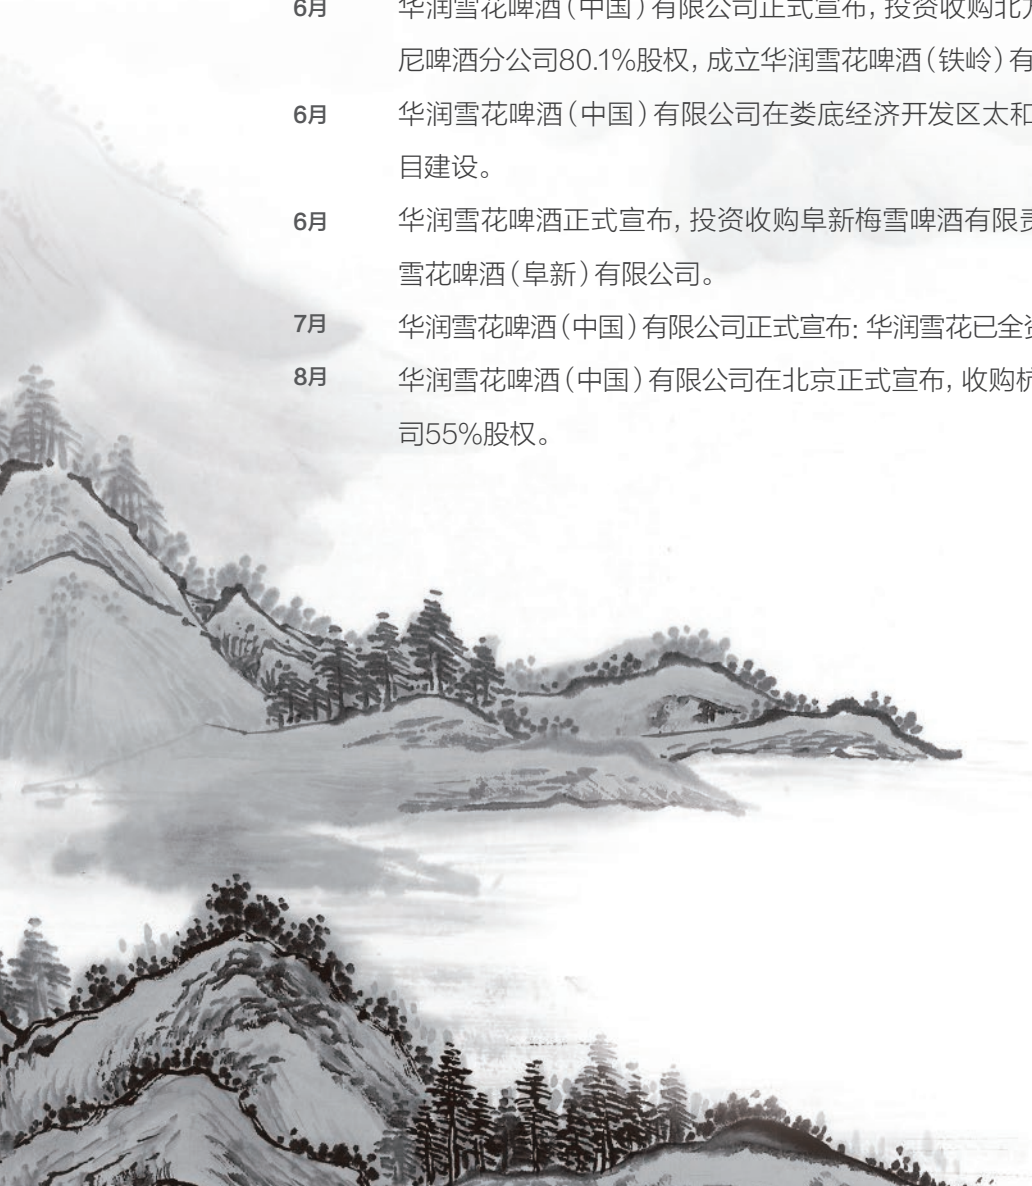 6月 华润雪花啤酒（中国）有限公司正式宣布，投资收购北
尼啤酒分公司80.1%股权，成立华润雪花啤酒（铁岭）有
6月 华润雪花啤酒（中国）有限公司在娄底经济开发区太和
目建设。
6月 华润雪花啤酒正式宣布，投资收购阜新梅雪啤酒有限责
雪花啤酒（阜新）有限公司。
7月 华润雪花啤酒（中国）有限公司正式宣布：华润雪花已全资
8月 华润雪花啤酒（中国）有限公司在北京正式宣布，收购杭
司55%股权。